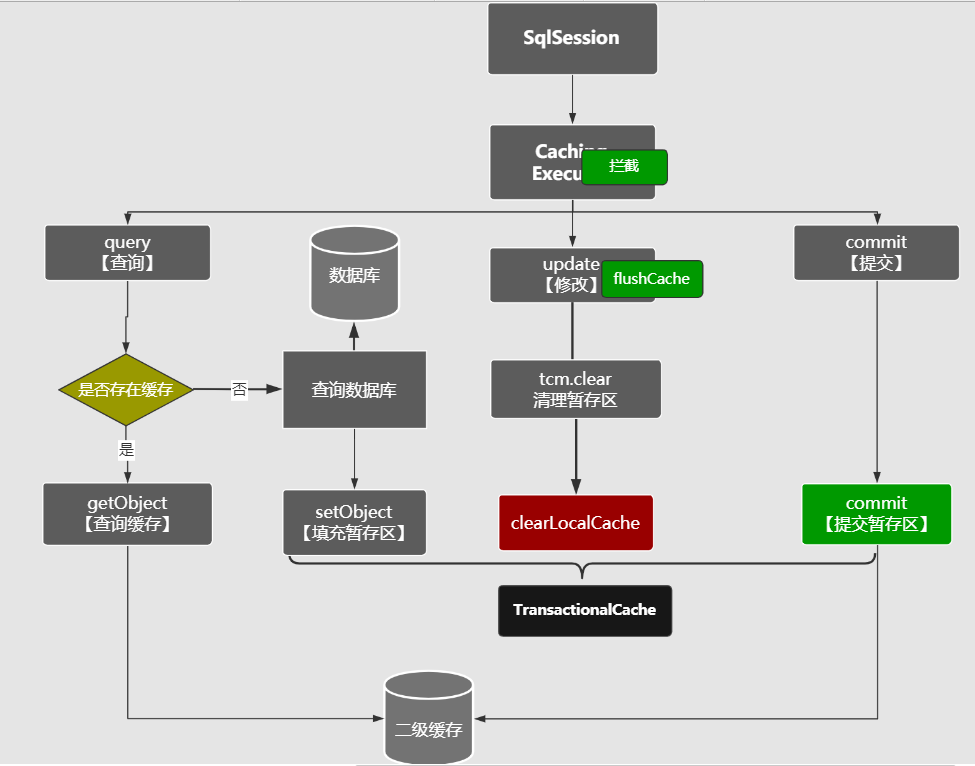 SqlSession
Caching
Execu
拦截
query
【查询】
数据库
update
【修改】
flushCache
commit
【提交】
是否存在缓存
否
查询数据库
tcm.clear
清理暂存区
是
getObject
【查询缓存】
setObject
【填充暂存区】
clearLocalCache
commit
【提交暂存区】
TransactionalCache
二级缓存